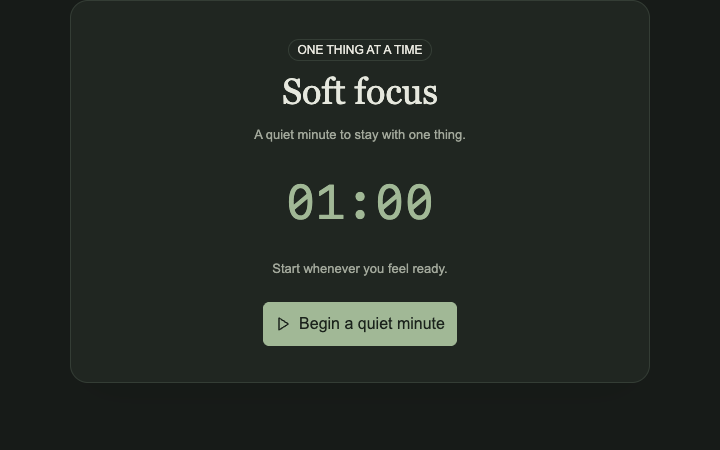 ONE THING AT A TIME
Soft focus
A quiet minute to stay with one thing.
01:00
Start whenever you feel ready.
Begin a quiet minute